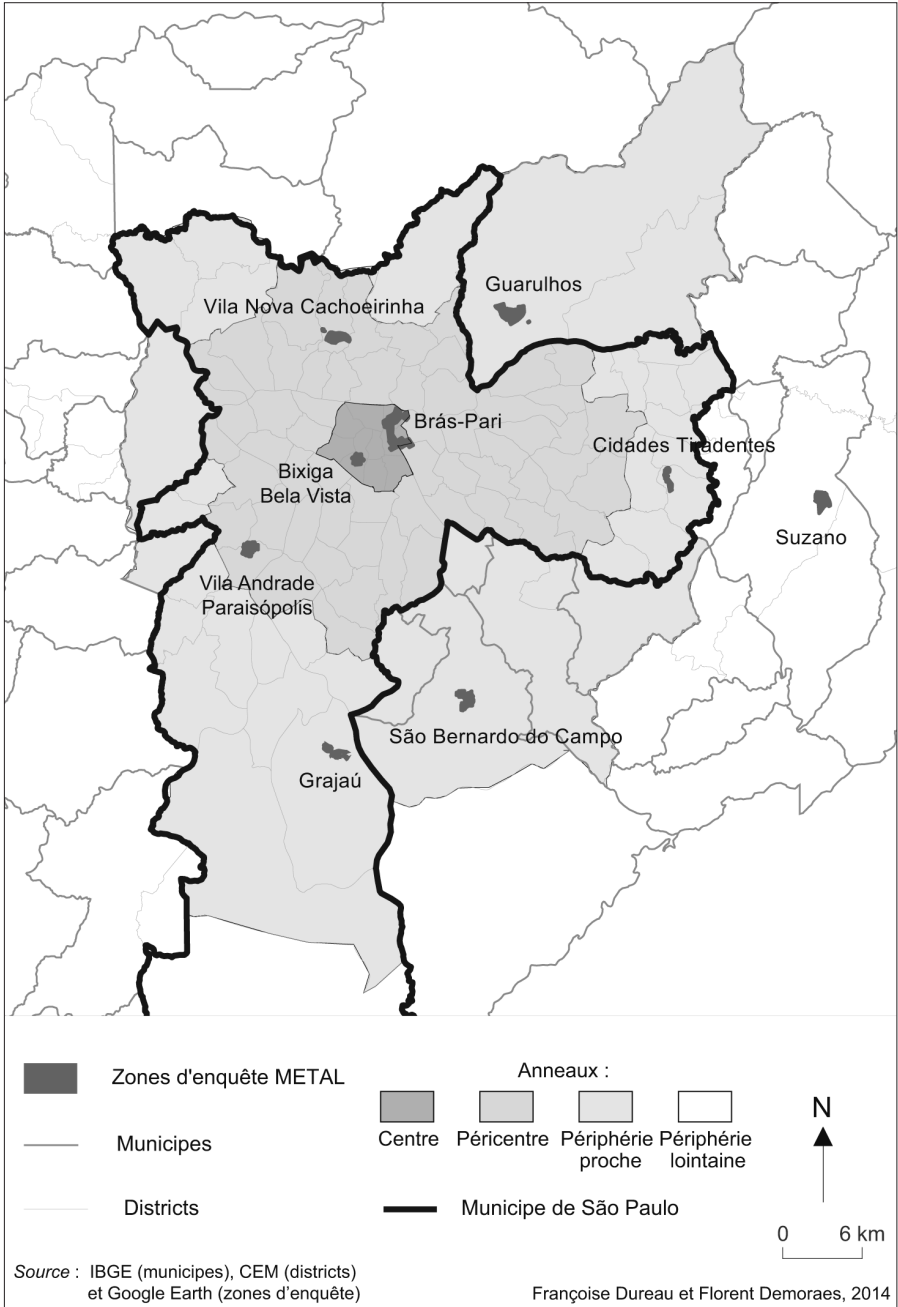 Guarulhos
Vila Nova Cachoeirinha
Brás-Pari
Cidades Tiradentes
Bixiga
Bela Vista
Suzano
Vila Andrade
Paraisópolis
São Bernardo do Campo
Grajaú
Zones d'enquête METAL
Municipes
Districts
Anneaux :
Centre
Péricentre
Périphérie
proche
Périphérie
lointaine
Municipe de São Paulo
N
0 6 km
Source : IBGE (municipes), CEM (districts)
et Google Earth (zones d’enquête)
Françoise Dureau et Florent Demoraes, 2014